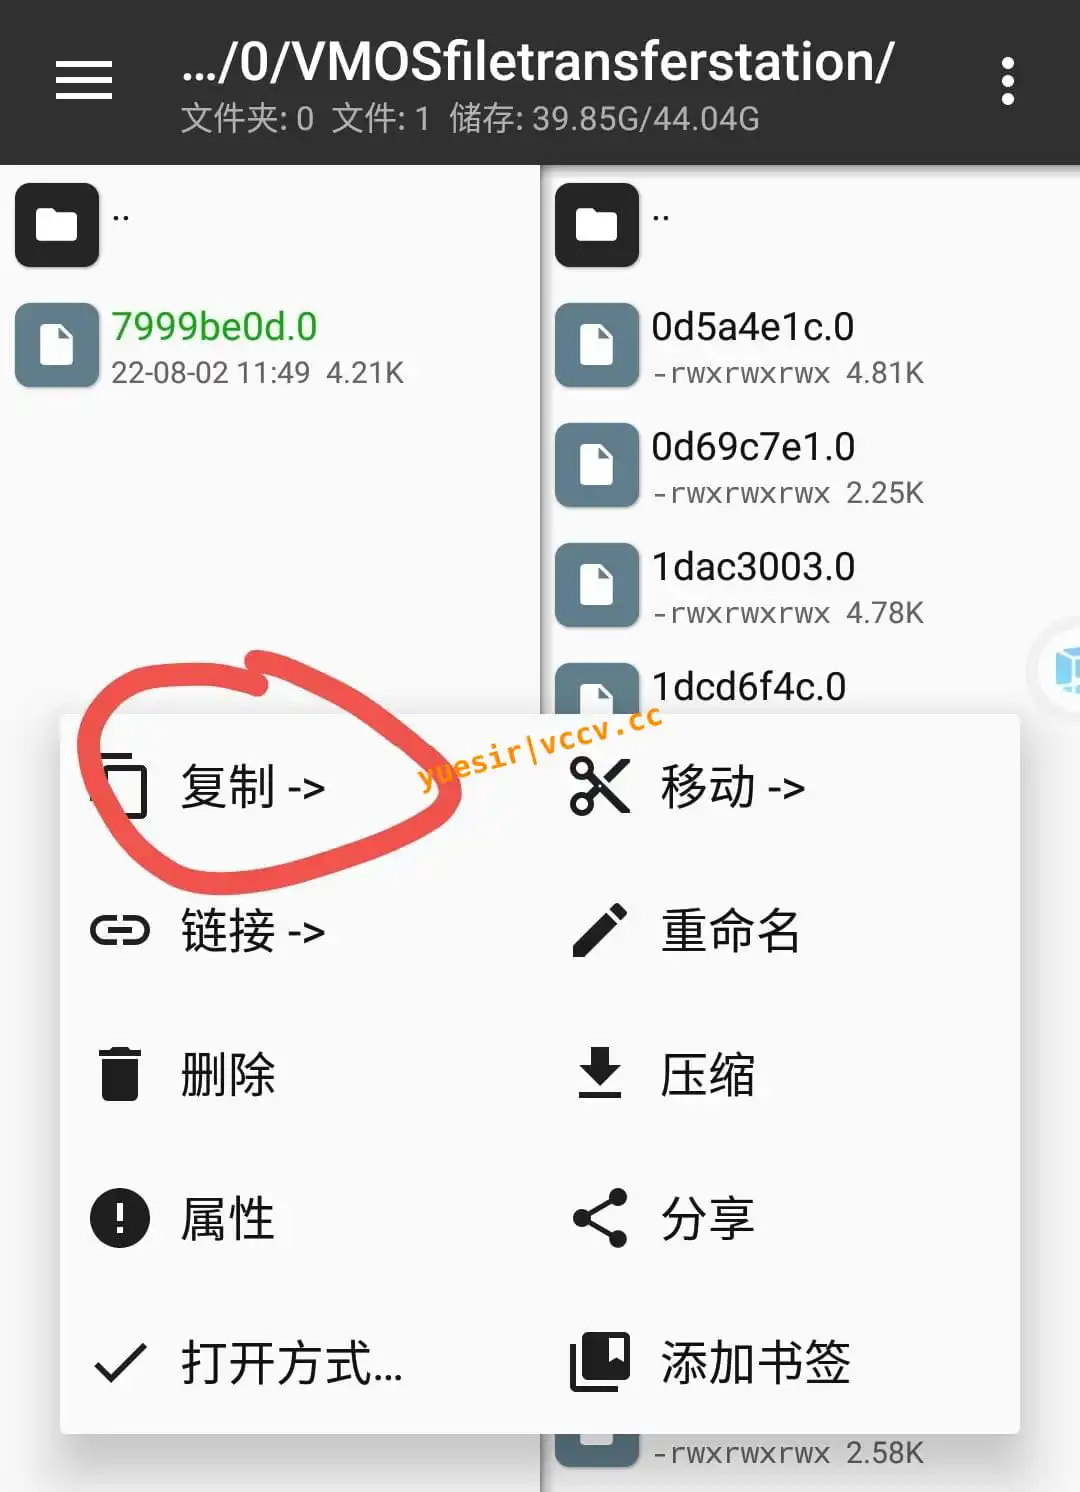 .../0/VMOSfiletransferstation/
文件夹: 0 文件: 1 储存: 39.85G/44.04G
..
7999be0d.0
22-08-02 11:49 4.21K
..
0d5a4e1c.0
-rwxrwxrwx 4.81K
0d69c7e1.0
-rwxrwxrwx 2.25K
1dac3003.0
-rwxrwxrwx 4.78K
1dcd6f4c.0
yuesir|vccv.cc
复制 ->
移动 ->
链接 ->
重命名
删除
压缩
属性
分享
打开方式...
添加书签
-rwxrwxrwx 2.58K